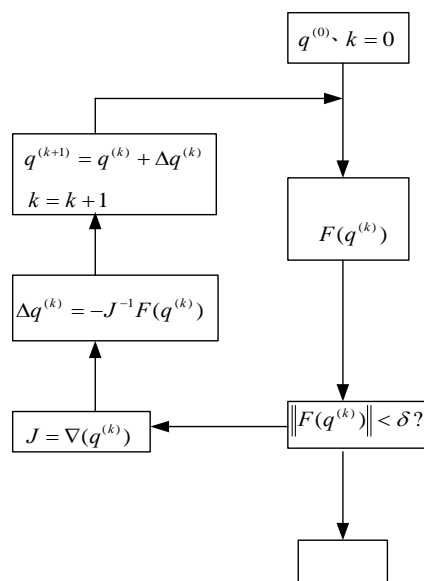 q^{(0)}、k = 0
F(q^{(k)})
‖F(q^{(k)})‖ < δ ?
J = ∇(q^{(k)})
Δq^{(k)} = -J^{-1}F(q^{(k)})
q^{(k+1)} = q^{(k)} + Δq^{(k)}
k = k+1